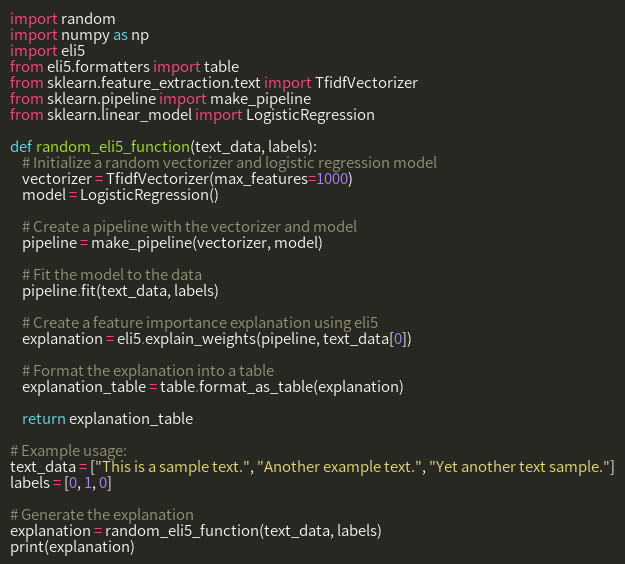 import random
import numpy as np
import eli5
from eli5.formatters import table
from sklearn.feature_extraction.text import TfidfVectorizer
from sklearn.pipeline import make_pipeline
from sklearn.linear_model import LogisticRegression

def random_eli5_function(text_data, labels):
    # Initialize a random vectorizer and logistic regression model
    vectorizer = TfidfVectorizer(max_features=1000)
    model = LogisticRegression()

    # Create a pipeline with the vectorizer and model
    pipeline = make_pipeline(vectorizer, model)

    # Fit the model to the data
    pipeline.fit(text_data, labels)

    # Create a feature importance explanation using eli5
    explanation = eli5.explain_weights(pipeline, text_data[0])

    # Format the explanation into a table
    explanation_table = table.format_as_table(explanation)

    return explanation_table

# Example usage:
text_data = ["This is a sample text.", "Another example text.", "Yet another text sample."]
labels = [0, 1, 0]

# Generate the explanation
explanation = random_eli5_function(text_data, labels)
print(explanation)